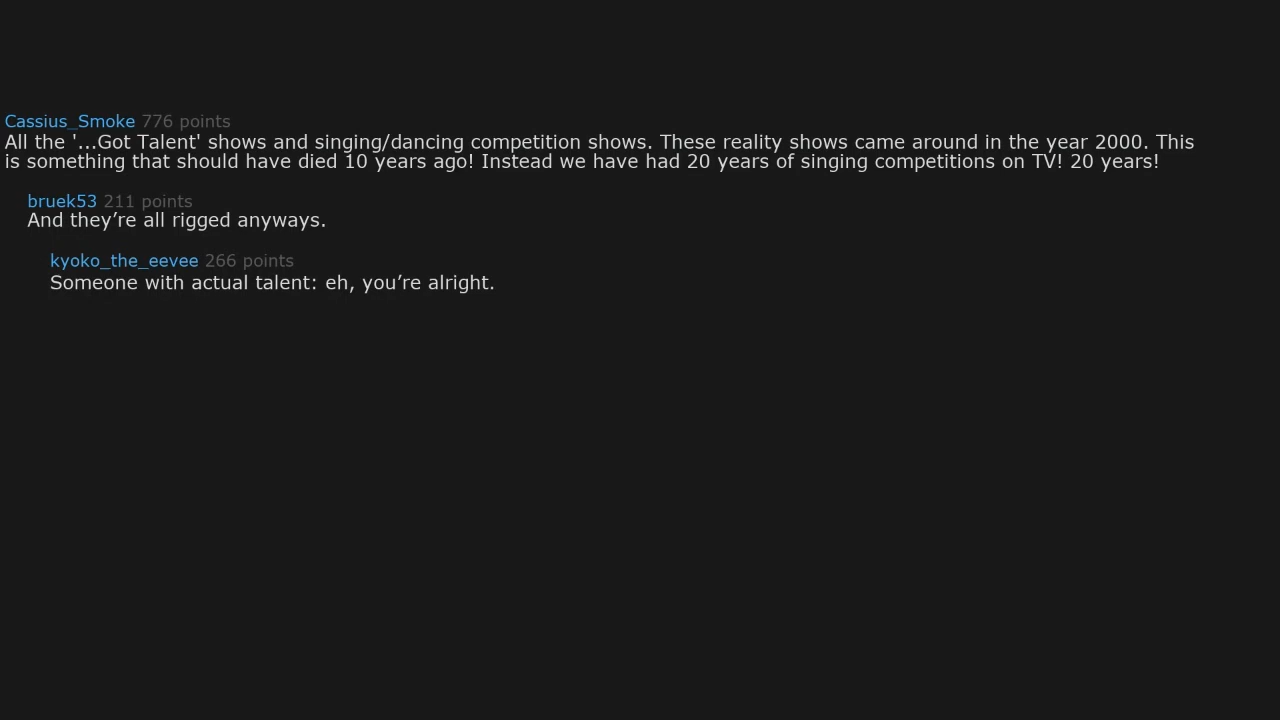 Cassius_Smoke 776 points
All the '...Got Talent' shows and singing/dancing competition shows. These reality shows came around in the year 2000. This
is something that should have died 10 years ago! Instead we have had 20 years of singing competitions on TV! 20 years!
bruek53 211 points
And they’re all rigged anyways.
kyoko_the_eevee 266 points
Someone with actual talent: eh, you’re alright.